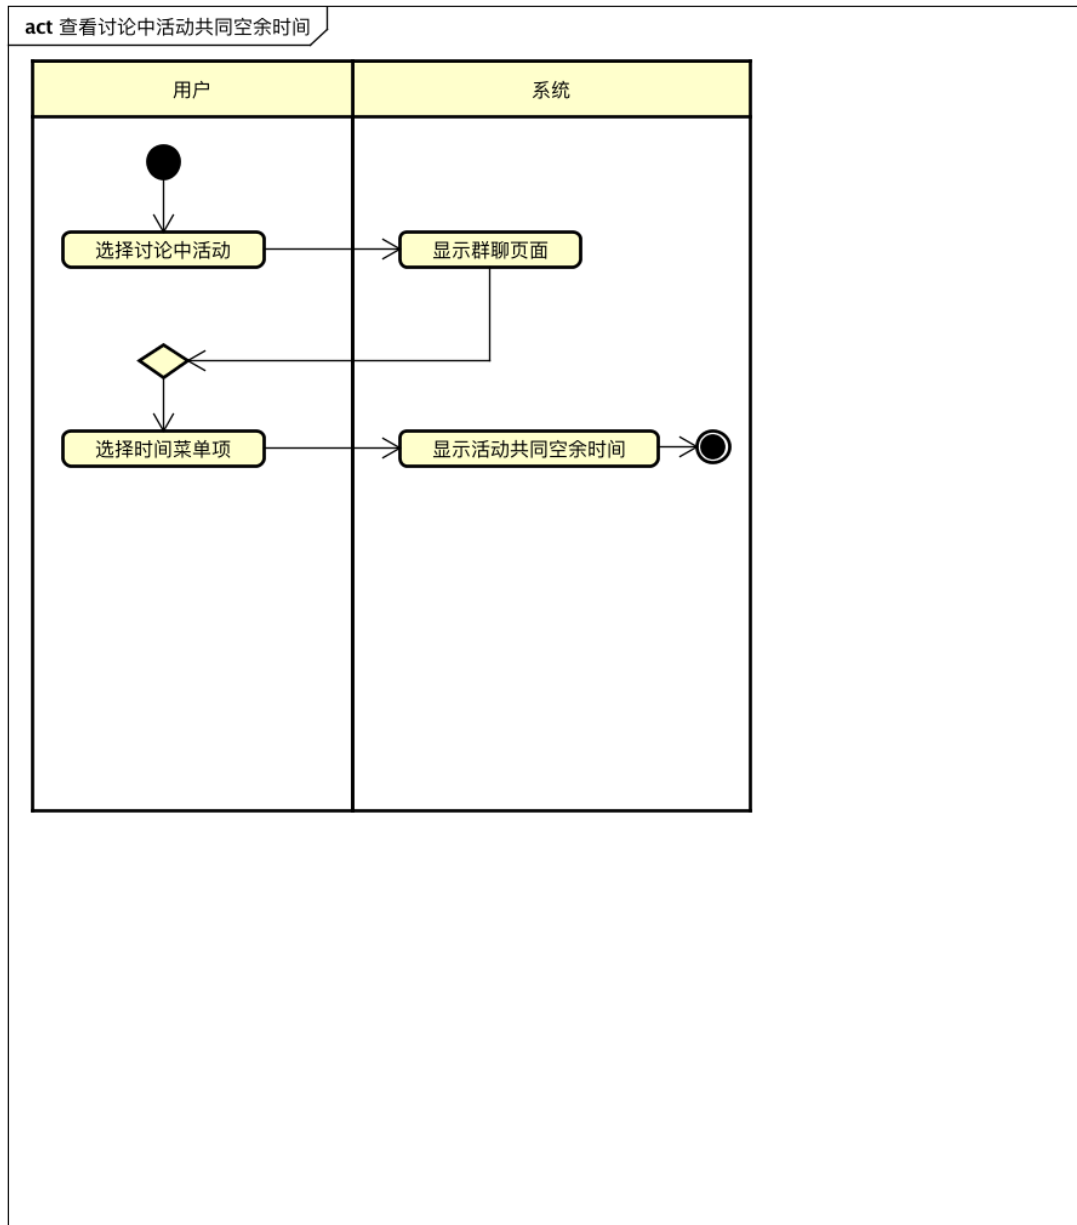 act 查看讨论中活动共同空余时间
用户
系统
选择讨论中活动
显示群聊页面
选择时间菜单项
显示活动共同空余时间